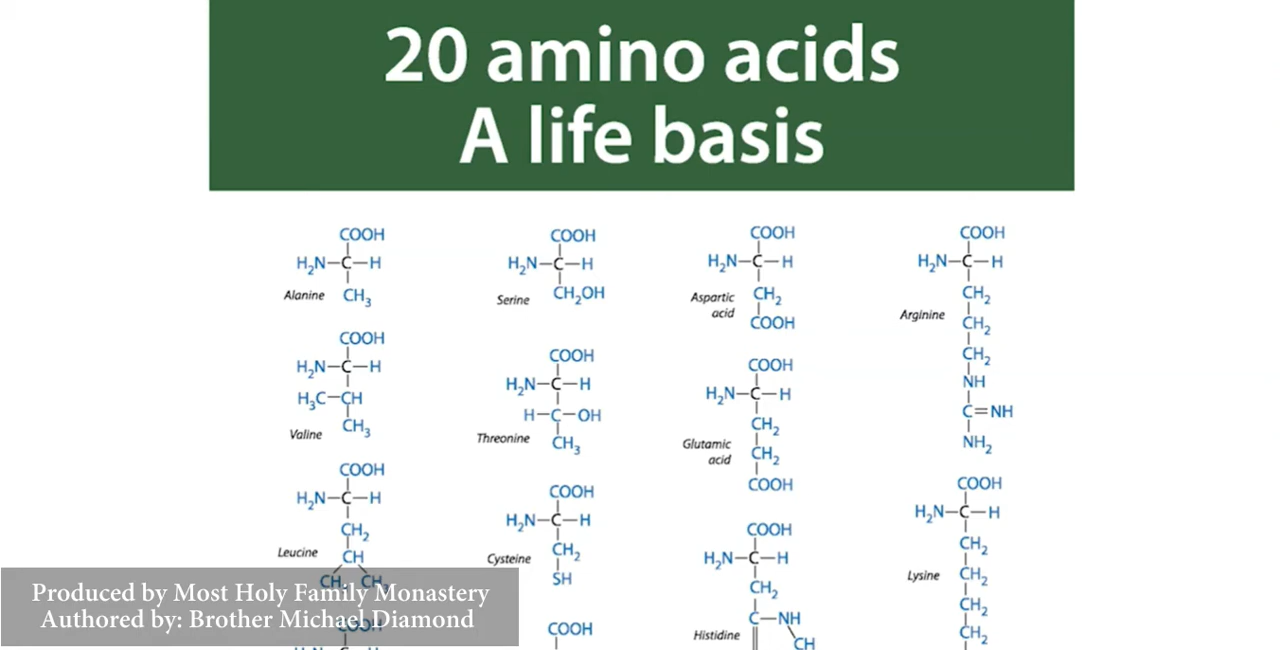 20 amino acids
A life basis
COOH
H₂N–C–H
Alanine CH₃
COOH
H₂N–C–H
H₃C–CH
Valine CH₃
COOH
H₂N–C–H
CH₂
Leucine CH
CH₃ CH₃
COOH
COOH
H₂N–C–H
Serine CH₂OH
COOH
H₂N–C–H
H–C–OH
Threonine CH₃
COOH
H₂N–C–H
Cysteine CH₂
SH
COOH
COOH
H₂N–C–H
Aspartic CH₂
acid COOH
COOH
H₂N–C–H
CH₂
Glutamic CH₂
acid
COOH
COOH
H₂N–C–H
CH₂
C–NH
Histidine CH
COOH
H₂N–C–H
CH₂
Arginine CH₂
CH₂
NH
C=NH
NH₂
COOH
H₂N–C–H
CH₂
Lysine CH₂
CH₂
CH₂
Produced by Most Holy Family Monastery
Authored by: Brother Michael Diamond